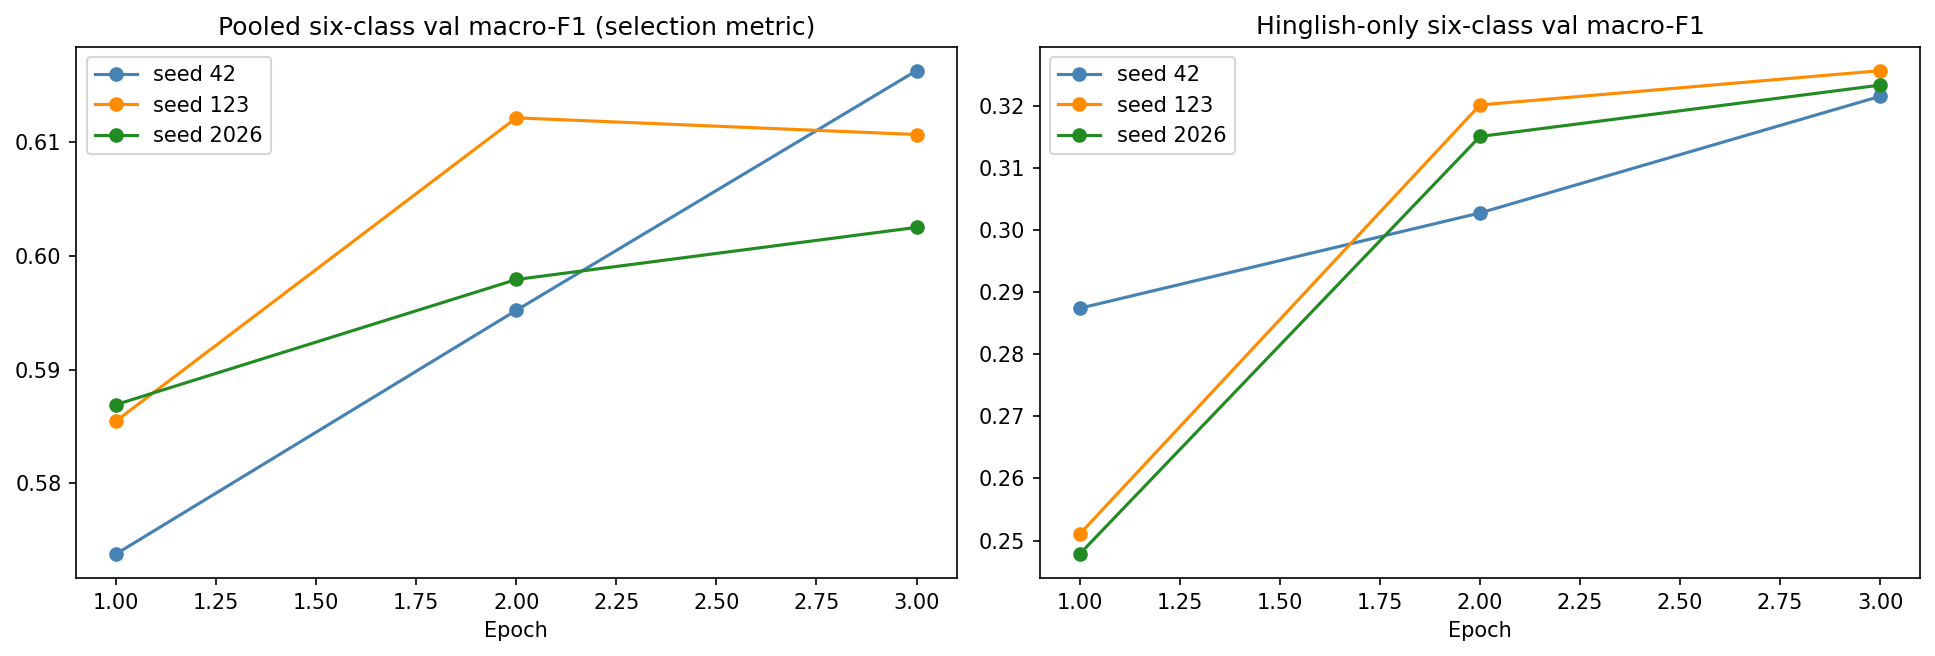 Pooled six-class val macro-F1 (selection metric)
seed 42
seed 123
seed 2026
0.61
0.60
0.59
0.58
1.00 1.25 1.50 1.75 2.00 2.25 2.50 2.75 3.00
Epoch
Hinglish-only six-class val macro-F1
seed 42
seed 123
seed 2026
0.32
0.31
0.30
0.29
0.28
0.27
0.26
0.25
1.00 1.25 1.50 1.75 2.00 2.25 2.50 2.75 3.00
Epoch